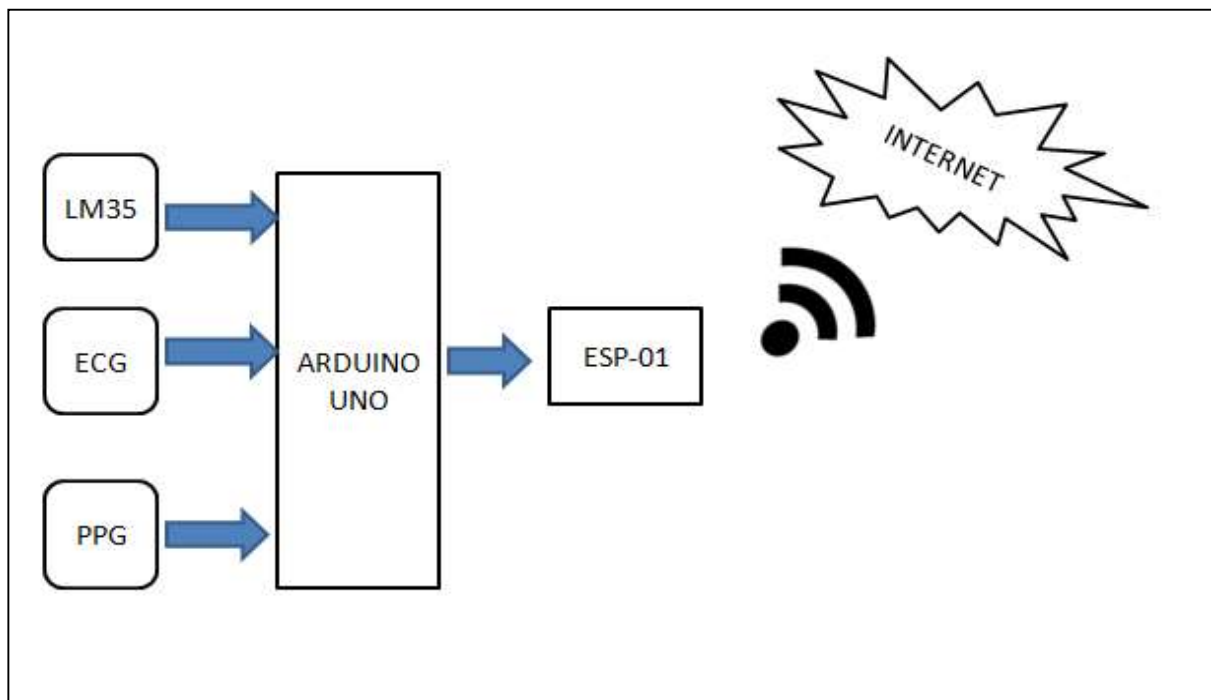 INTERNET
LM35
ECG
ARDUINO
UNO
ESP-01
PPG